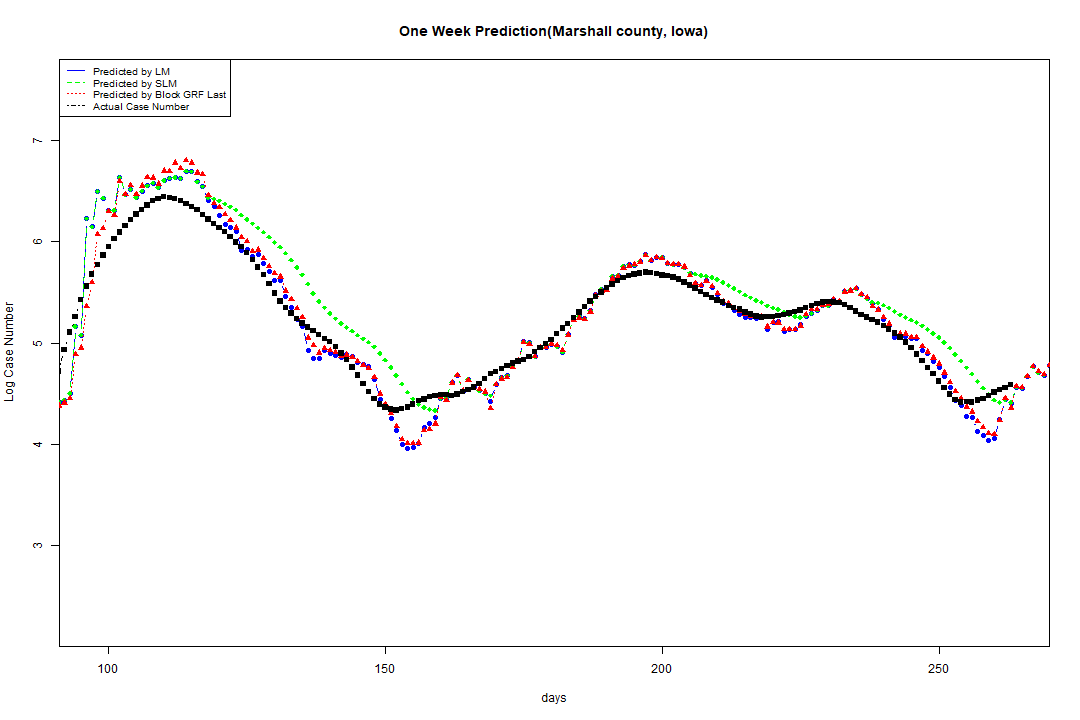 One Week Prediction(Marshall county, Iowa)
Predicted by LM
Predicted by SLM
Predicted by Block GRF Last
Actual Case Number
7
6
5
4
3
Log Case Number
100 150 200 250
days